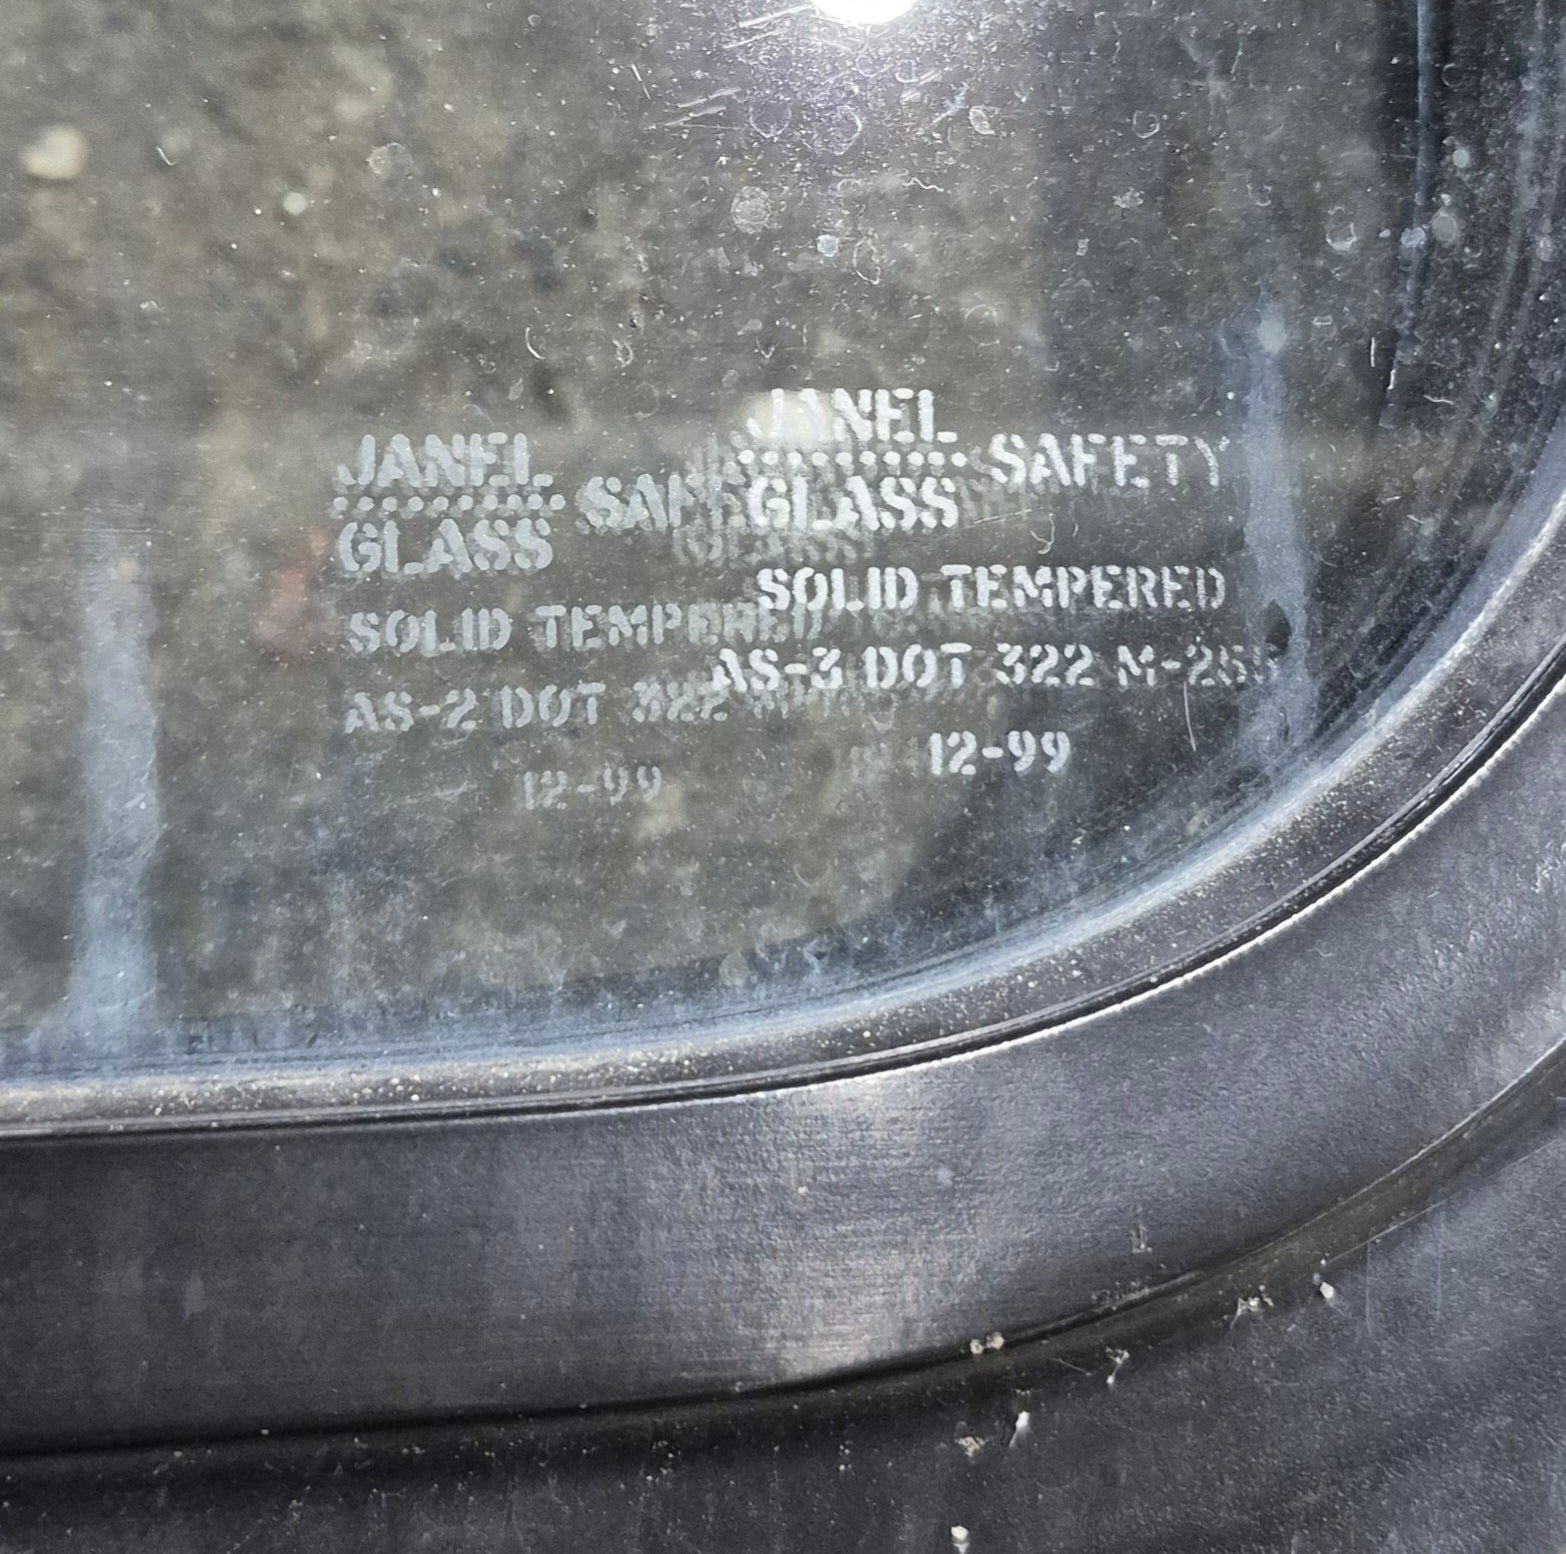 JANEL
GLASS
SOLID TEMPERED
AS-2 DOT 322
12-99
JANEL
GLASS SAFETY
SOLID TEMPERED
AS-3 DOT 322
12-99